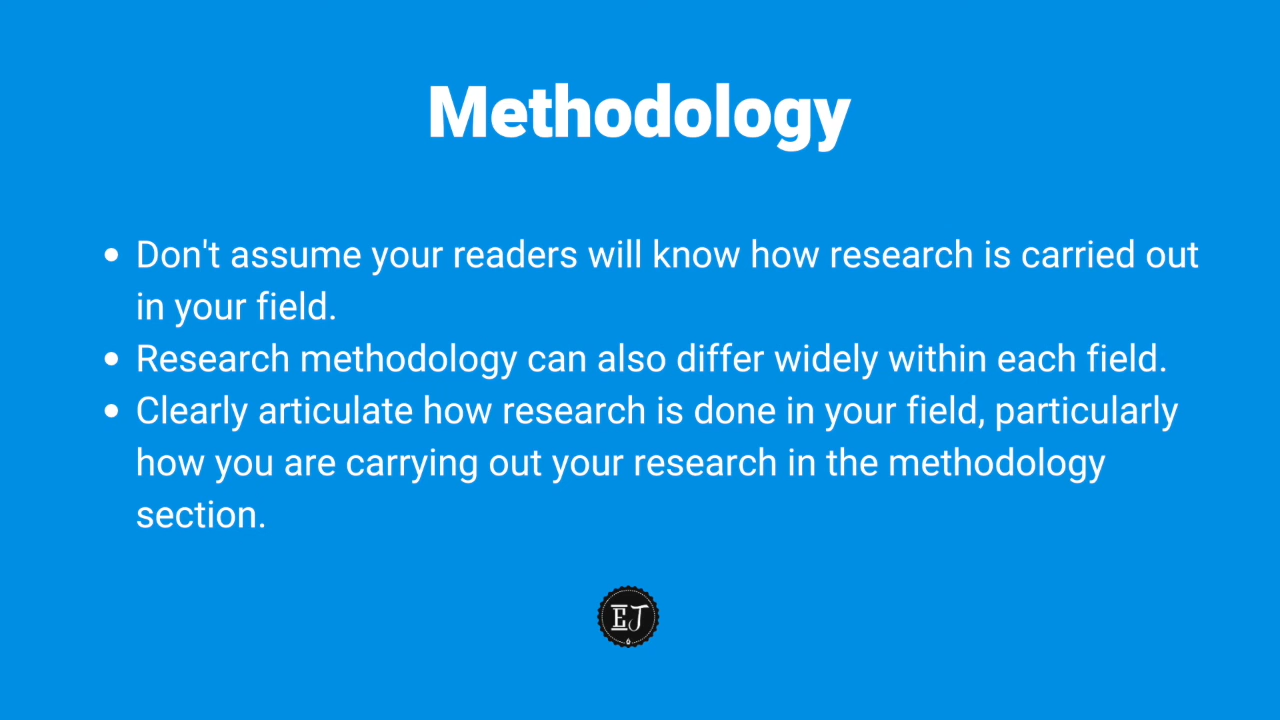 Methodology
• Don't assume your readers will know how research is carried out
in your field.
• Research methodology can also differ widely within each field.
• Clearly articulate how research is done in your field, particularly
how you are carrying out your research in the methodology
section.
EJ